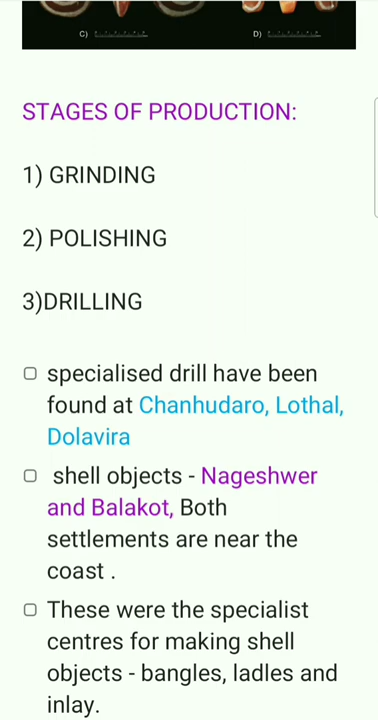 C)
D)
STAGES OF PRODUCTION:
1) GRINDING
2) POLISHING
3)DRILLING
specialised drill have been
found at Chanhudaro, Lothal,
Dolavira
shell objects - Nageshwer
and Balakot, Both
settlements are near the
coast .
These were the specialist
centres for making shell
objects - bangles, ladles and
inlay.